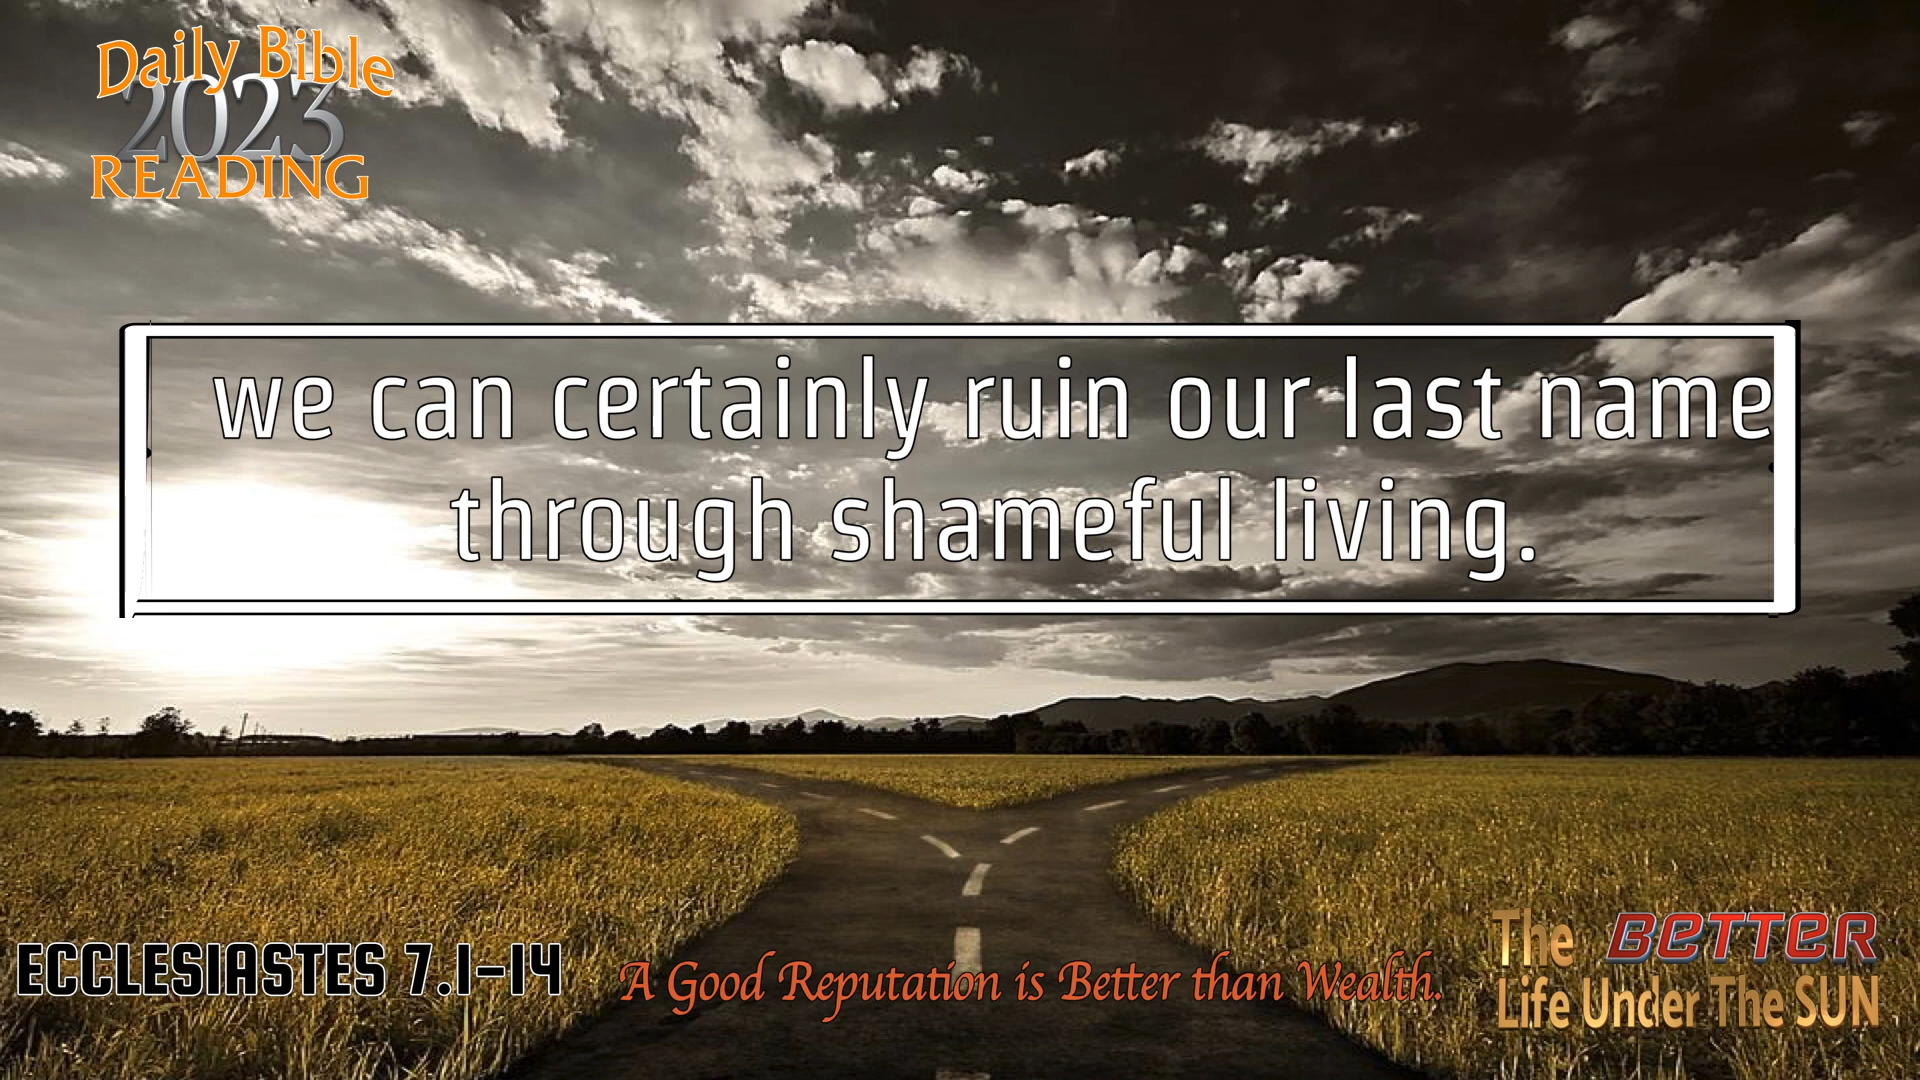 Daily Bible
2023
READING
we can certainly ruin our last name
through shameful living.
ECCLESIASTES 7.1-14
A Good Reputation is Better than Wealth.
The BETTER
Life Under The SUN